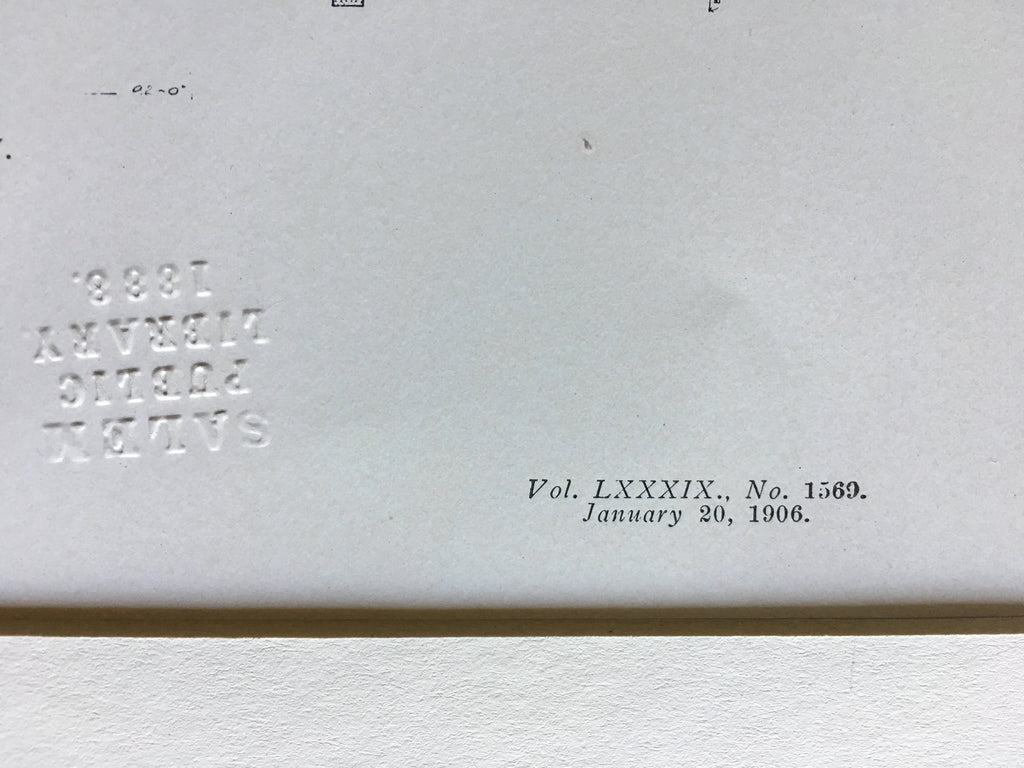 SALEM
PUBLIC
LIBRARY.
1888.
Vol. LXXXIX., No. 1569.
January 20, 1906.